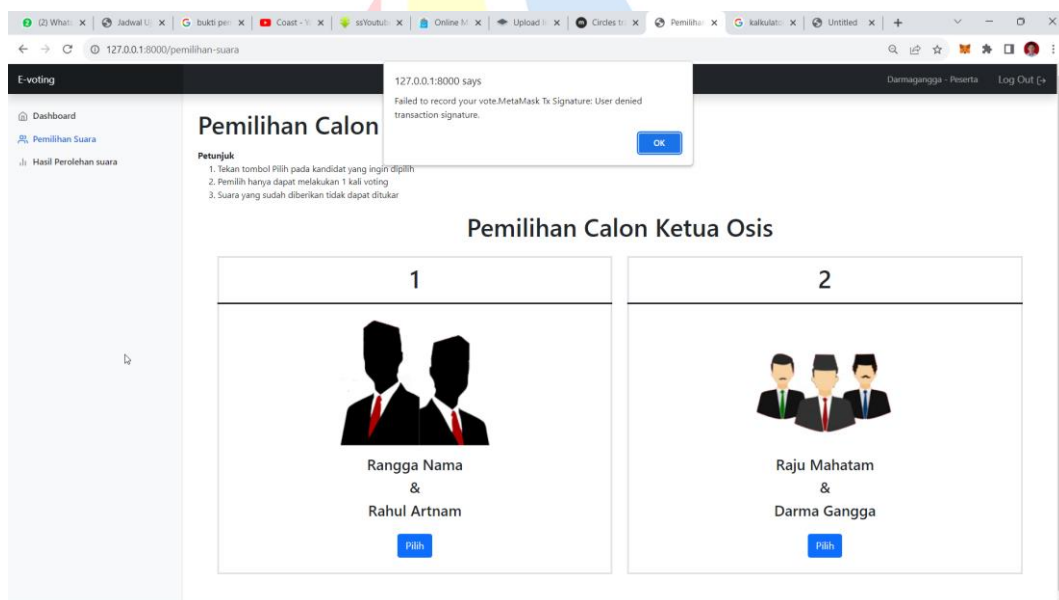 (2) Whats
Jadwal U
bukti per
Coast - Y
ssYoutub
Online M
Upload
Circles to
Pemilihan
kalkulato
Untitled
127.0.0.1:8000/pemilihan-suara
E-voting
Darmagangga - Peserta
Log Out
127.0.0.1:8000 says
Failed to record your vote.MetaMask Tx Signature: User denied
transaction signature.
OK
Dashboard
Pemilihan Suara
Hasil Perolehan suara
Pemilihan Calon
Petunjuk
1. Tekan tombol Pilih pada kandidat yang ingin dipilih
2. Pemilih hanya dapat melakukan 1 kali voting
3. Suara yang sudah diberikan tidak dapat ditukar
Pemilihan Calon Ketua Osis
1
2
Rangga Nama
&
Rahul Artnam
Pilih
Raju Mahatam
&
Darma Gangga
Pilih